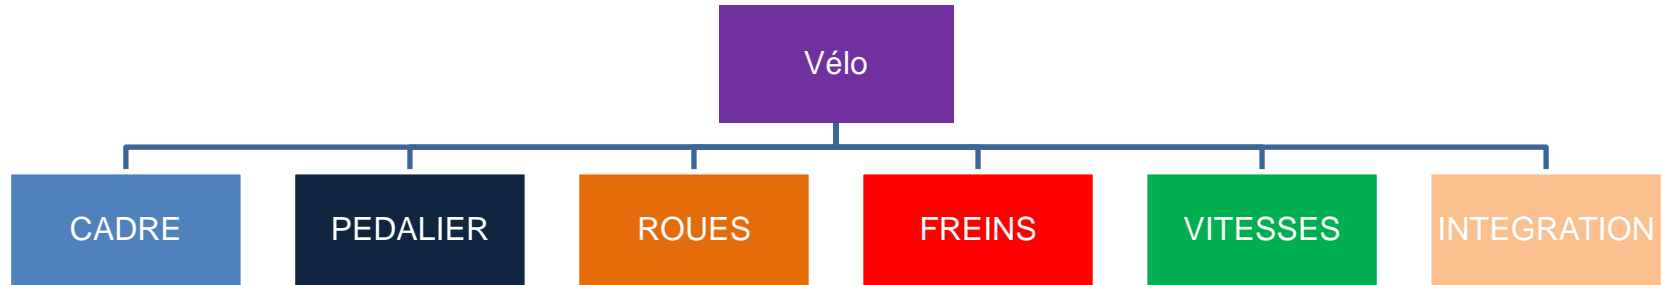 Vélo
CADRE
PEDALIER
ROUES
FREINS
VITESSES
INTEGRATION